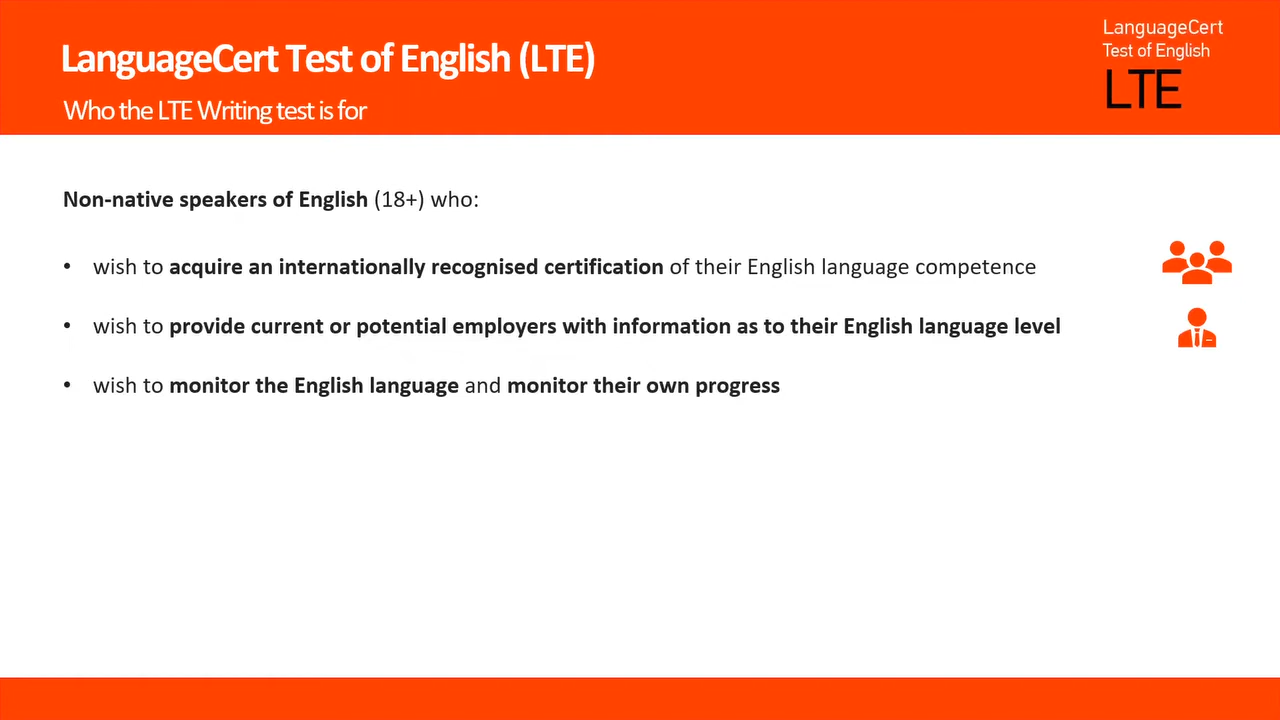 LanguageCert Test of English (LTE)
Who the LTE Writing test is for
LanguageCert
Test of English
LTE
Non-native speakers of English (18+) who:
• wish to acquire an internationally recognised certification of their English language competence
• wish to provide current or potential employers with information as to their English language level
• wish to monitor the English language and monitor their own progress